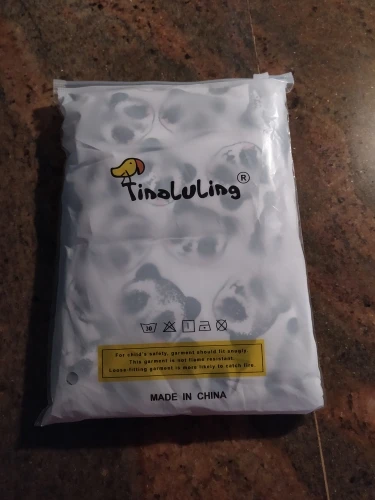 TinaLuLing ®
30
For child's safety, garment should fit snugly.
This garment is not flame resistant.
Loose-fitting garment is more likely to catch fire.
MADE IN CHINA